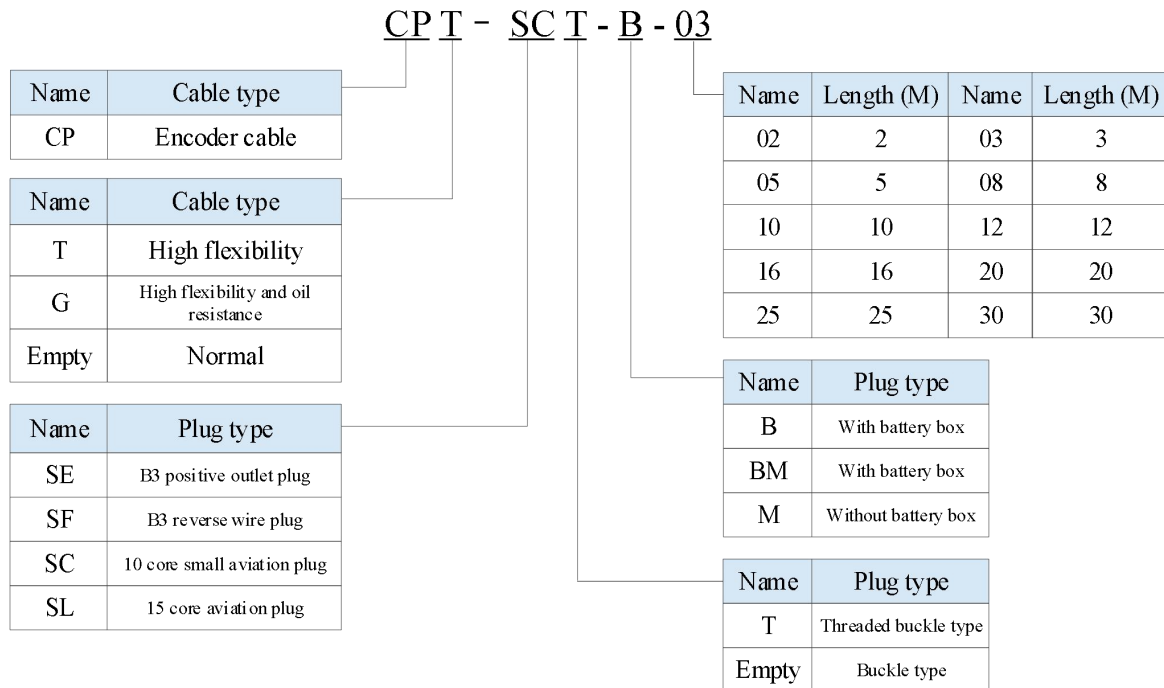 CPT - SCT - B - 03
Name Cable type
CP Encoder cable
Name Cable type
T High flexibility
G High flexibility and oil
resistance
Empty Normal
Name Plug type
SE B3 positive outlet plug
SF B3 reverse wire plug
SC 10 core small aviation plug
SL 15 core aviation plug
Name Length (M) Name Length (M)
02 2 03 3
05 5 08 8
10 10 12 12
16 16 20 20
25 25 30 30
Name Plug type
B With battery box
BM With battery box
M Without battery box
Name Plug type
T Threaded buckle type
Empty Buckle type